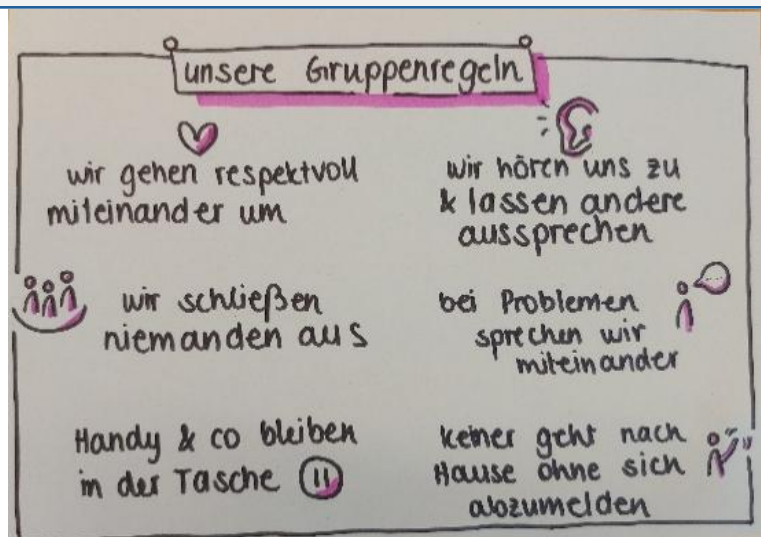 unsere Gruppenregeln
wir gehen respektvoll
miteinander um
wir hören uns zu
& lassen andere
aussprechen
wir schließen
niemanden aus
bei Problemen
sprechen wir
miteinander
Handy & co bleiben
in der Tasche
keiner geht nach
Hause ohne sich
abzumelden